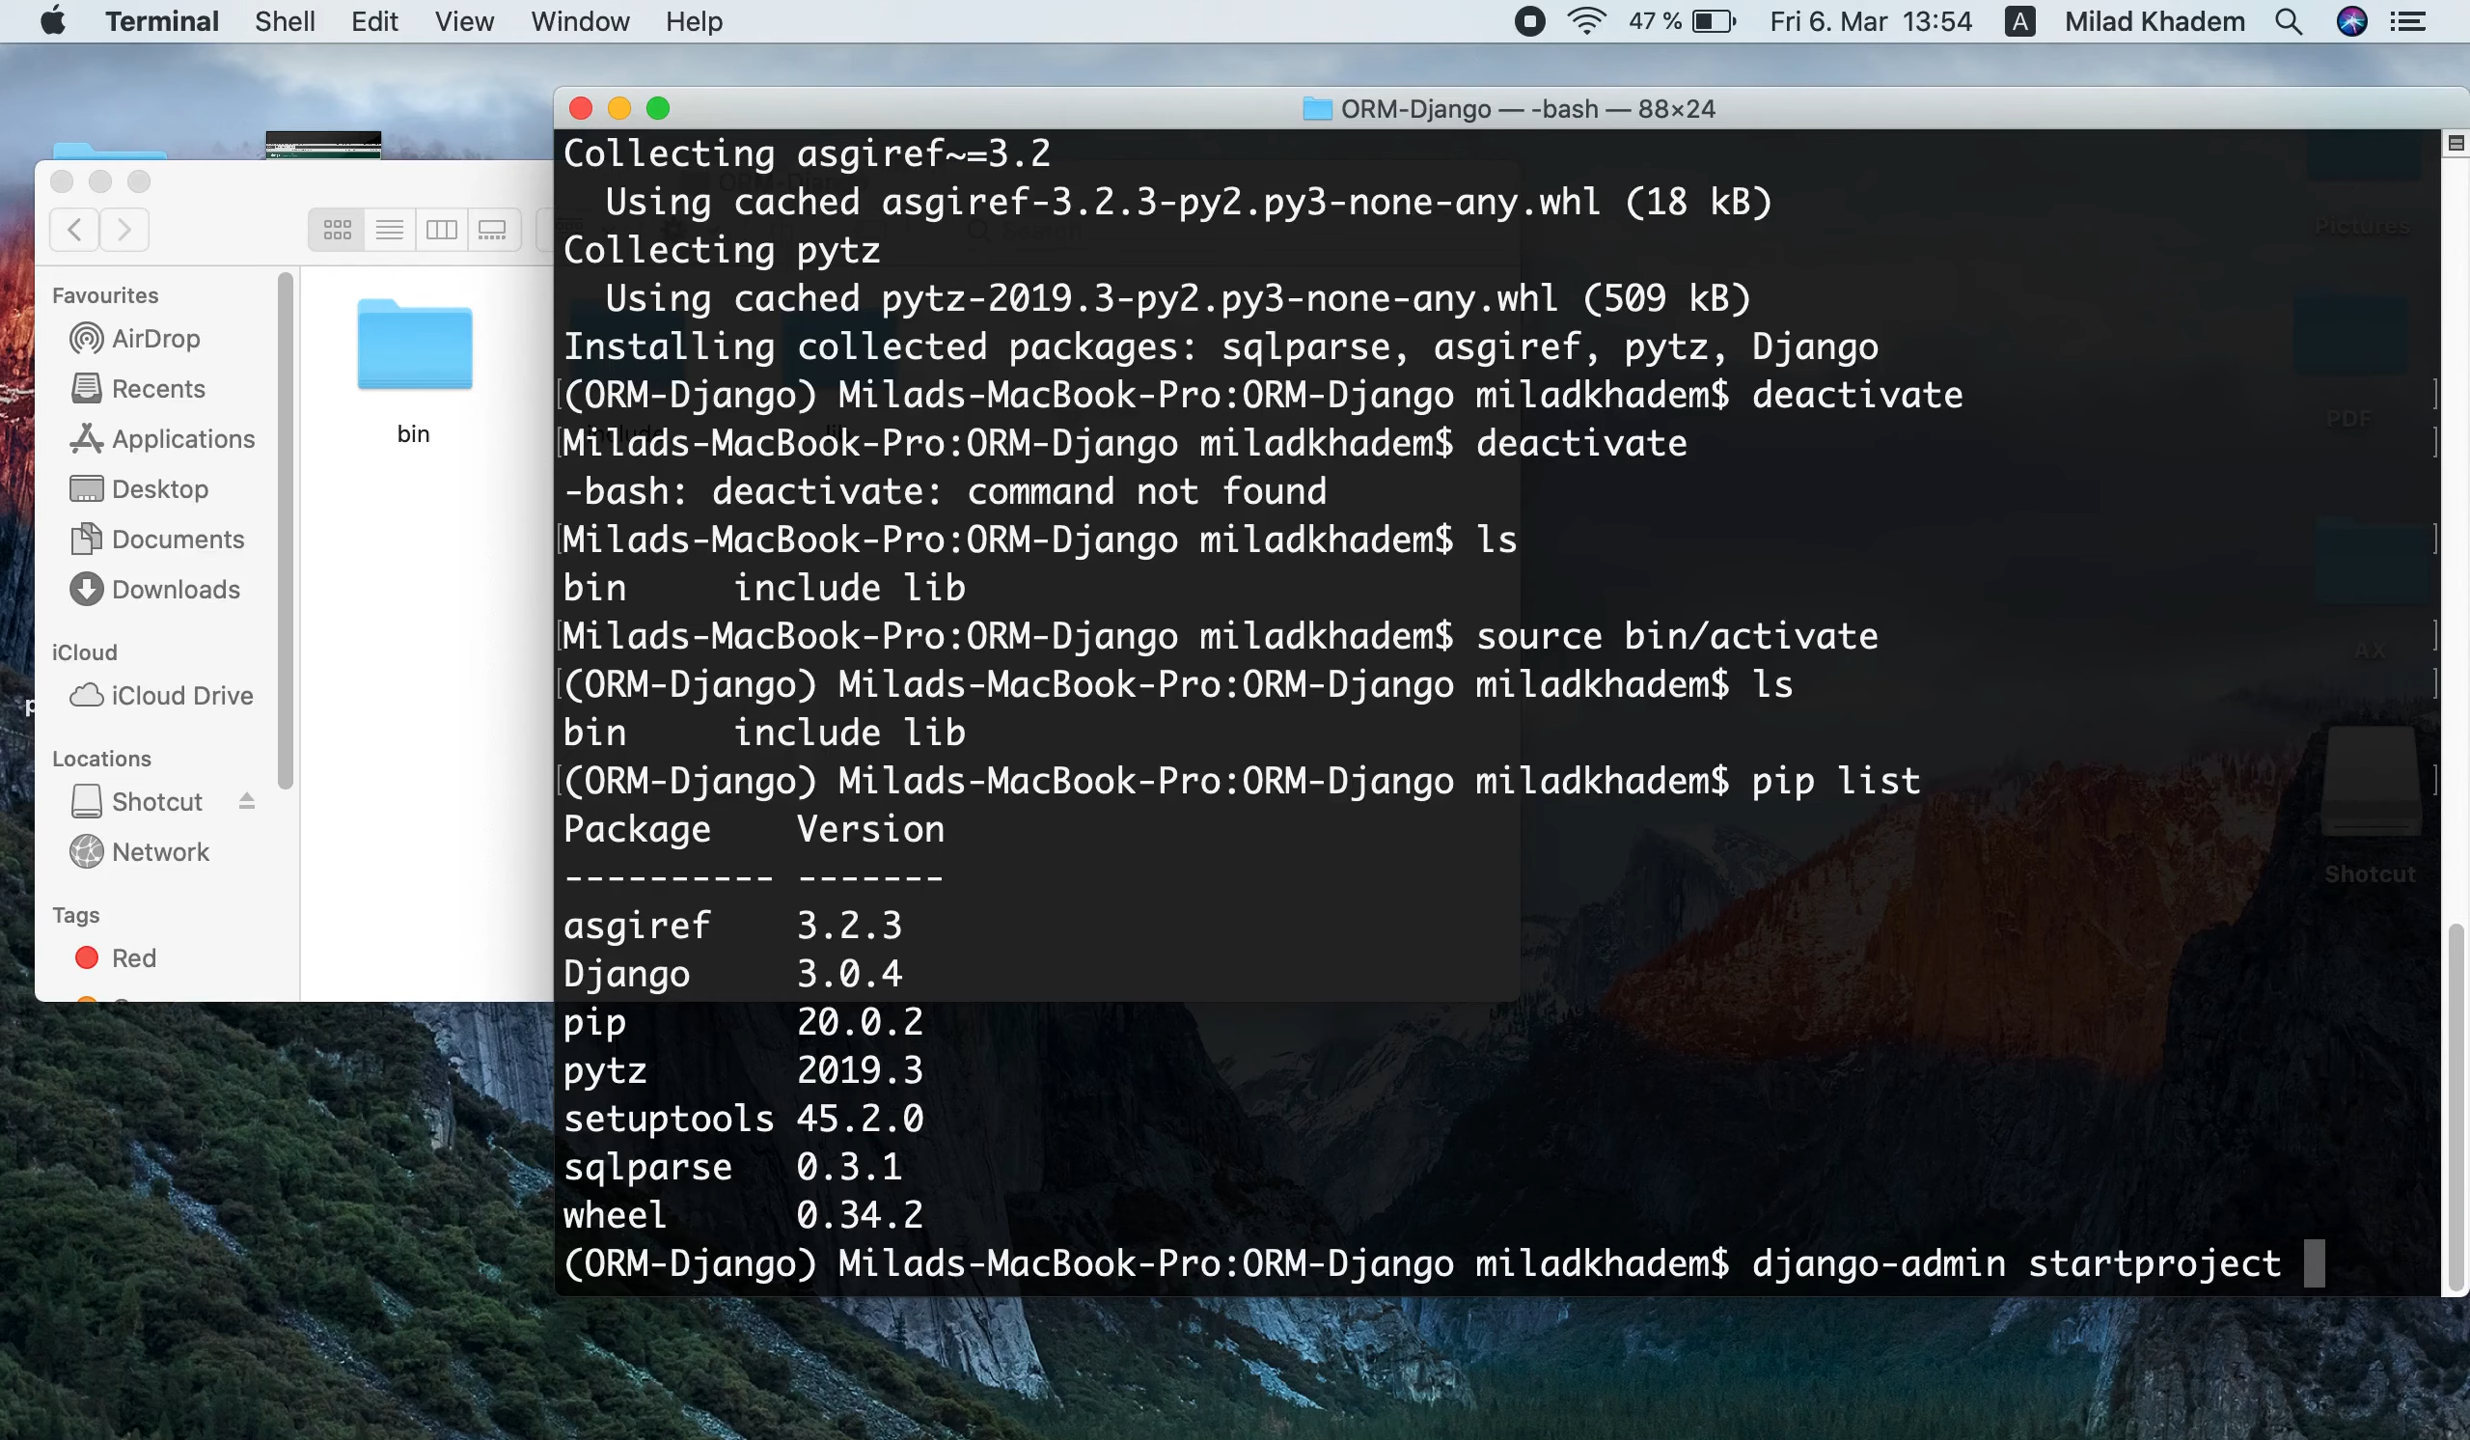 Terminal Shell Edit View Window Help 47 % Fri 6. Mar 13:54 A Milad Khadem
ORM-Django — -bash — 88×24
Favourites
AirDrop
Recents
Applications
Desktop
Documents
Downloads
iCloud
iCloud Drive
Locations
Shotcut
Network
Tags
Red
bin
Collecting asgiref~=3.2
Using cached asgiref-3.2.3-py2.py3-none-any.whl (18 kB)
Collecting pytz
Using cached pytz-2019.3-py2.py3-none-any.whl (509 kB)
Installing collected packages: sqlparse, asgiref, pytz, Django
[(ORM-Django) Milads-MacBook-Pro:ORM-Django miladkhadem$ deactivate ]
[Milads-MacBook-Pro:ORM-Django miladkhadem$ deactivate ]
-bash: deactivate: command not found
[Milads-MacBook-Pro:ORM-Django miladkhadem$ ls ]
bin include lib
[Milads-MacBook-Pro:ORM-Django miladkhadem$ source bin/activate ]
[(ORM-Django) Milads-MacBook-Pro:ORM-Django miladkhadem$ ls ]
bin include lib
[(ORM-Django) Milads-MacBook-Pro:ORM-Django miladkhadem$ pip list ]
Package Version
---------- -------
asgiref 3.2.3
Django 3.0.4
pip 20.0.2
pytz 2019.3
setuptools 45.2.0
sqlparse 0.3.1
wheel 0.34.2
(ORM-Django) Milads-MacBook-Pro:ORM-Django miladkhadem$ django-admin startproject
Pictures
PDF
AX
Shotcut